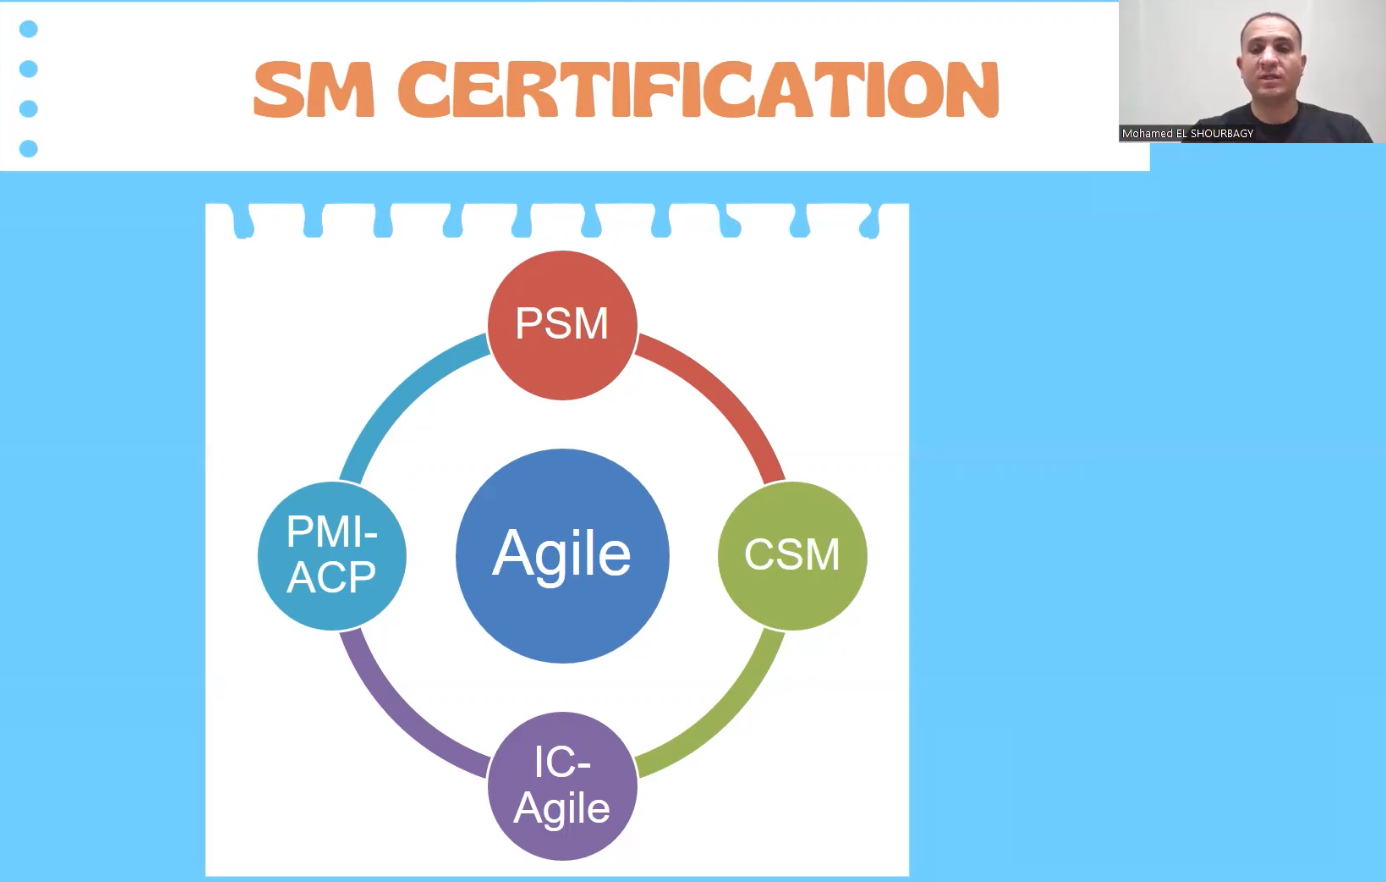 SM CERTIFICATION
Mohamed EL SHOURBAGY
PSM
PMI-
ACP
Agile
CSM
IC-
Agile